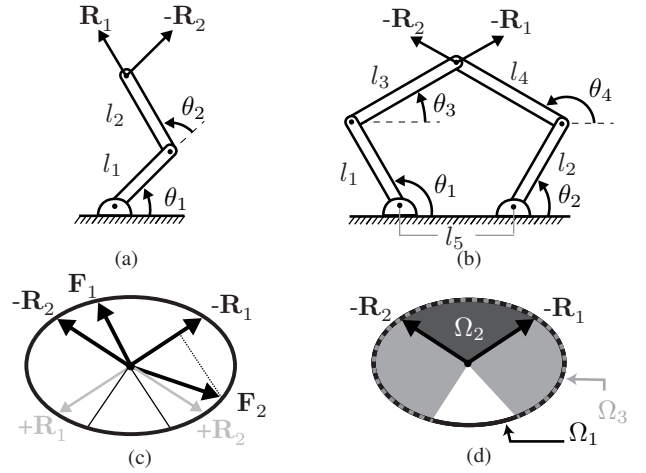 R₁
-R₂
θ₂
l₂
l₁
θ₁
(a)
-R₂
-R₁
l₃
l₄
θ₃
θ₄
l₁
θ₁
l₂
θ₂
l₅
(b)
-R₂
F₁
-R₁
F₂
+R₁
+R₂
(c)
-R₂
-R₁
Ω₂
Ω₃
Ω₁
(d)